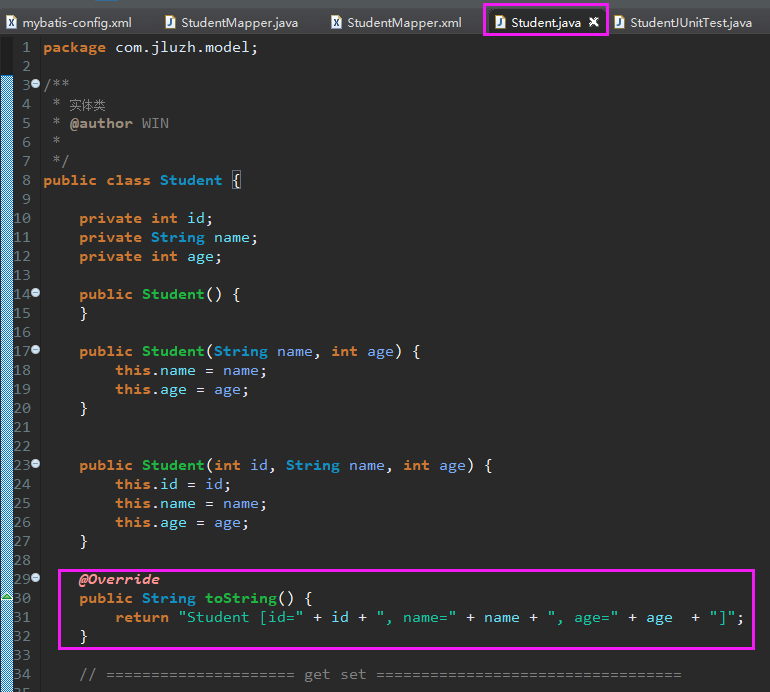 mybatis-config.xml StudentMapper.java StudentMapper.xml Student.java StudentJUnitTest.java
1 package com.jluzh.model;
2
3 /**
4  * 实体类
5  * @author WIN
6  *
7  */
8 public class Student {
9
10     private int id;
11     private String name;
12     private int age;
13
14     public Student() {
15     }
16
17     public Student(String name, int age) {
18         this.name = name;
19         this.age = age;
20     }
21
22
23     public Student(int id, String name, int age) {
24         this.id = id;
25         this.name = name;
26         this.age = age;
27     }
28
29     @Override
30     public String toString() {
31         return "Student [id=" + id + ", name=" + name + ", age=" + age  + "]";
32     }
33
34     // ===================== get set ==================================